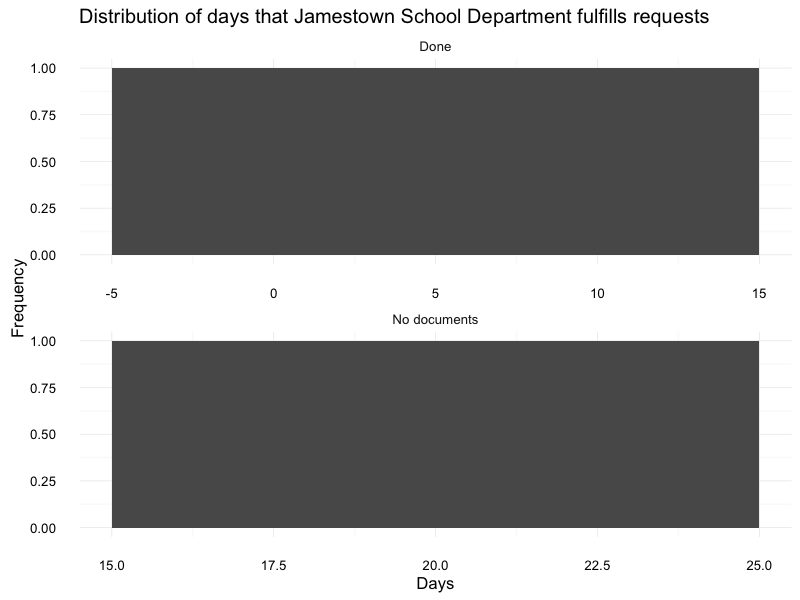 Distribution of days that Jamestown School Department fulfills requests
Done
1.00
0.75
0.50
0.25
0.00
-5 0 5 10 15
Frequency
No documents
1.00
0.75
0.50
0.25
0.00
15.0 17.5 20.0 22.5 25.0
Days